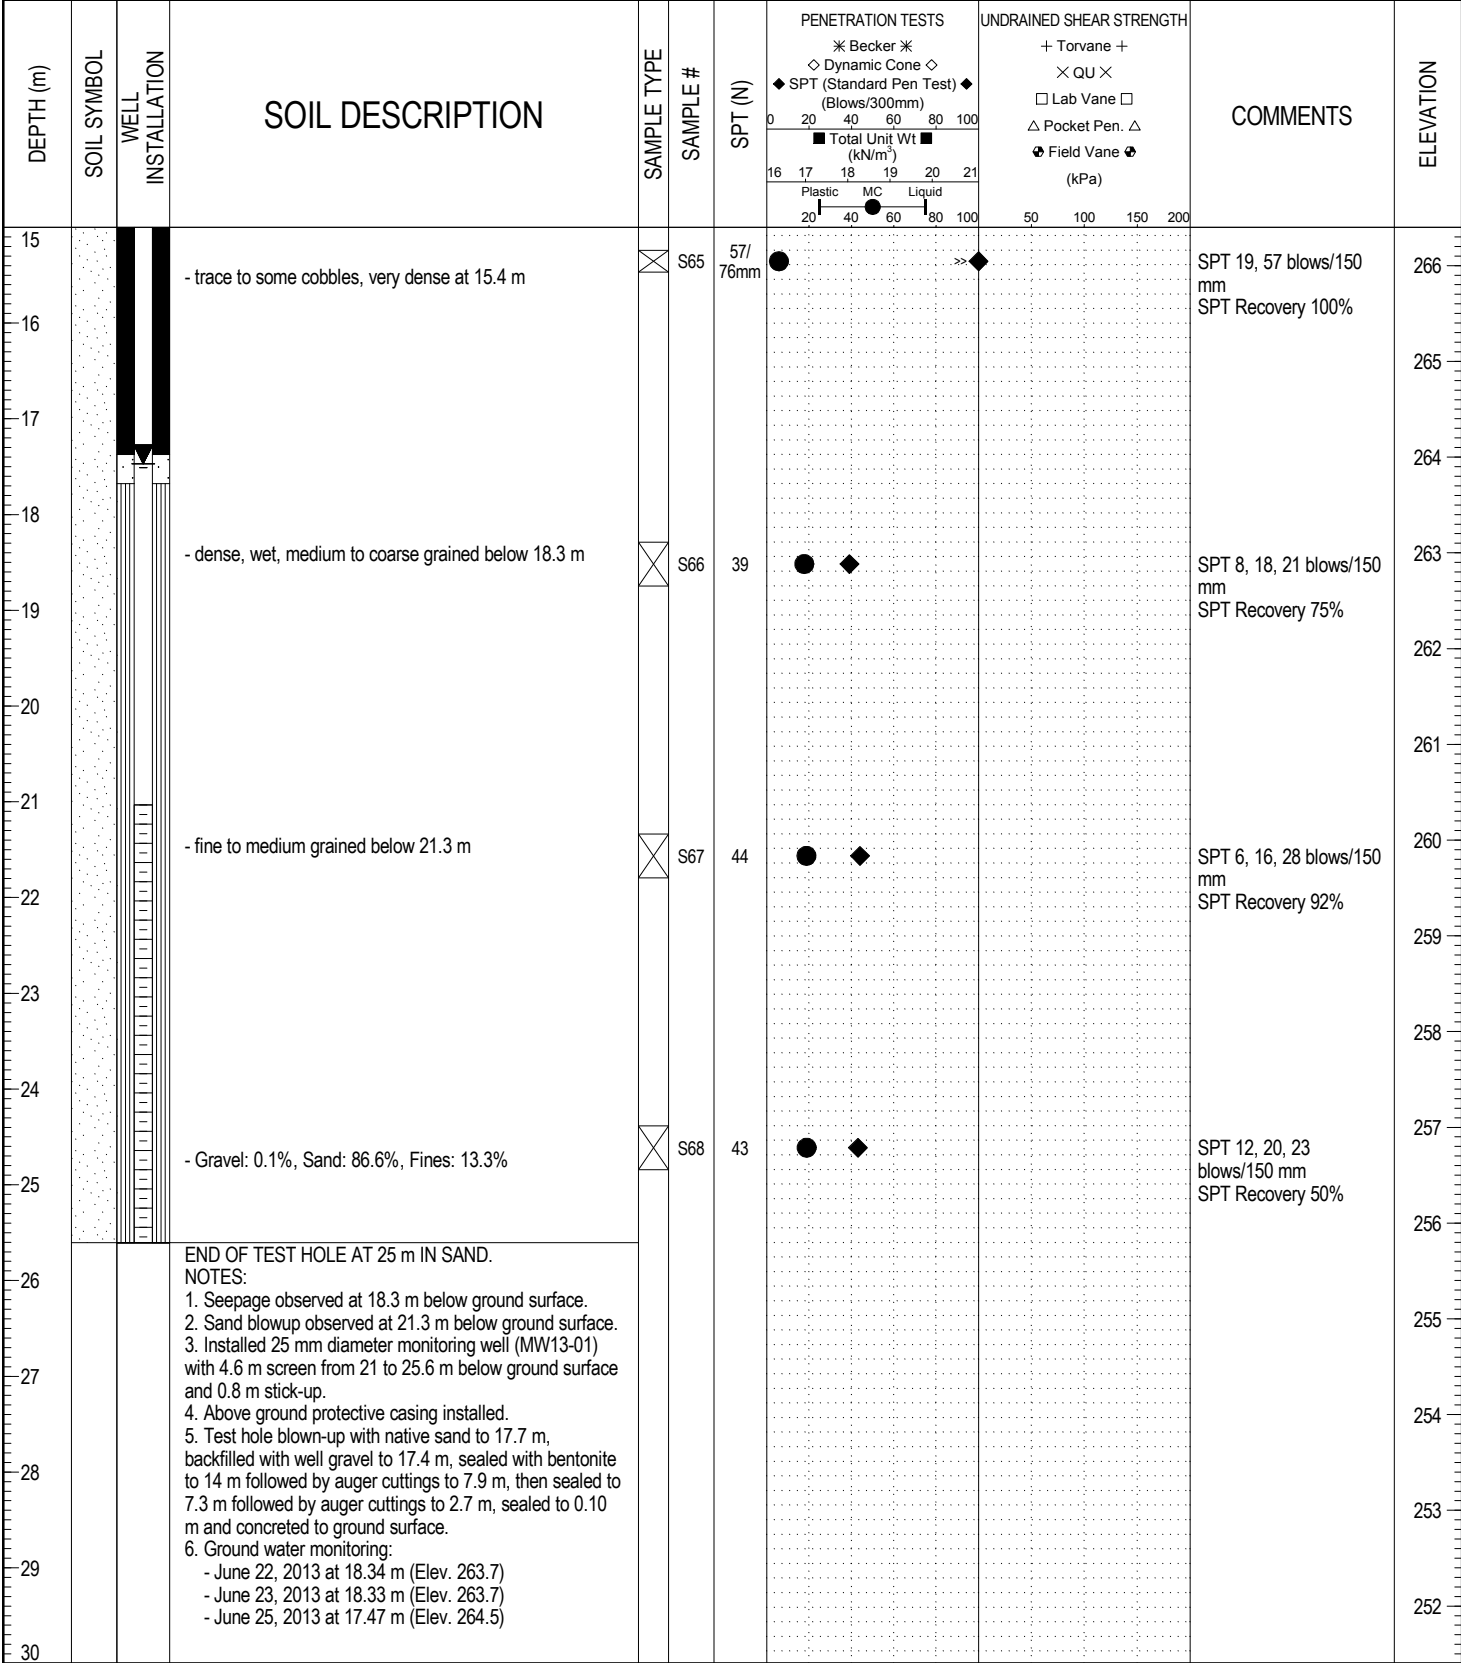 DEPTH (m)
SOIL SYMBOL
WELL
INSTALLATION
SOIL DESCRIPTION
SAMPLE TYPE
SAMPLE #
SPT (N)
PENETRATION TESTS
✳ Becker ✳
◇ Dynamic Cone ◇
◆ SPT (Standard Pen Test) ◆
(Blows/300mm)
0 20 40 60 80 100
■ Total Unit Wt ■
(kN/m³)
16 17 18 19 20 21
Plastic MC Liquid
20 40 60 80 100
UNDRAINED SHEAR STRENGTH
+ Torvane +
✕ QU ✕
□ Lab Vane □
△ Pocket Pen. △
Field Vane
(kPa)
50 100 150 200
COMMENTS
ELEVATION
15
- trace to some cobbles, very dense at 15.4 m
S65
57/
76mm
>>
SPT 19, 57 blows/150
mm
SPT Recovery 100%
266
16
265
17
264
18
- dense, wet, medium to coarse grained below 18.3 m
S66
39
SPT 8, 18, 21 blows/150
mm
SPT Recovery 75%
263
19
262
20
261
21
- fine to medium grained below 21.3 m
S67
44
SPT 6, 16, 28 blows/150
mm
SPT Recovery 92%
260
22
259
23
258
24
- Gravel: 0.1%, Sand: 86.6%, Fines: 13.3%
S68
43
SPT 12, 20, 23
blows/150 mm
SPT Recovery 50%
257
25
256
END OF TEST HOLE AT 25 m IN SAND.
NOTES:
1. Seepage observed at 18.3 m below ground surface.
2. Sand blowup observed at 21.3 m below ground surface.
3. Installed 25 mm diameter monitoring well (MW13-01)
with 4.6 m screen from 21 to 25.6 m below ground surface
and 0.8 m stick-up.
4. Above ground protective casing installed.
5. Test hole blown-up with native sand to 17.7 m,
backfilled with well gravel to 17.4 m, sealed with bentonite
to 14 m followed by auger cuttings to 7.9 m, then sealed to
7.3 m followed by auger cuttings to 2.7 m, sealed to 0.10
m and concreted to ground surface.
6. Ground water monitoring:
- June 22, 2013 at 18.34 m (Elev. 263.7)
- June 23, 2013 at 18.33 m (Elev. 263.7)
- June 25, 2013 at 17.47 m (Elev. 264.5)
26
255
27
254
28
253
29
252
30